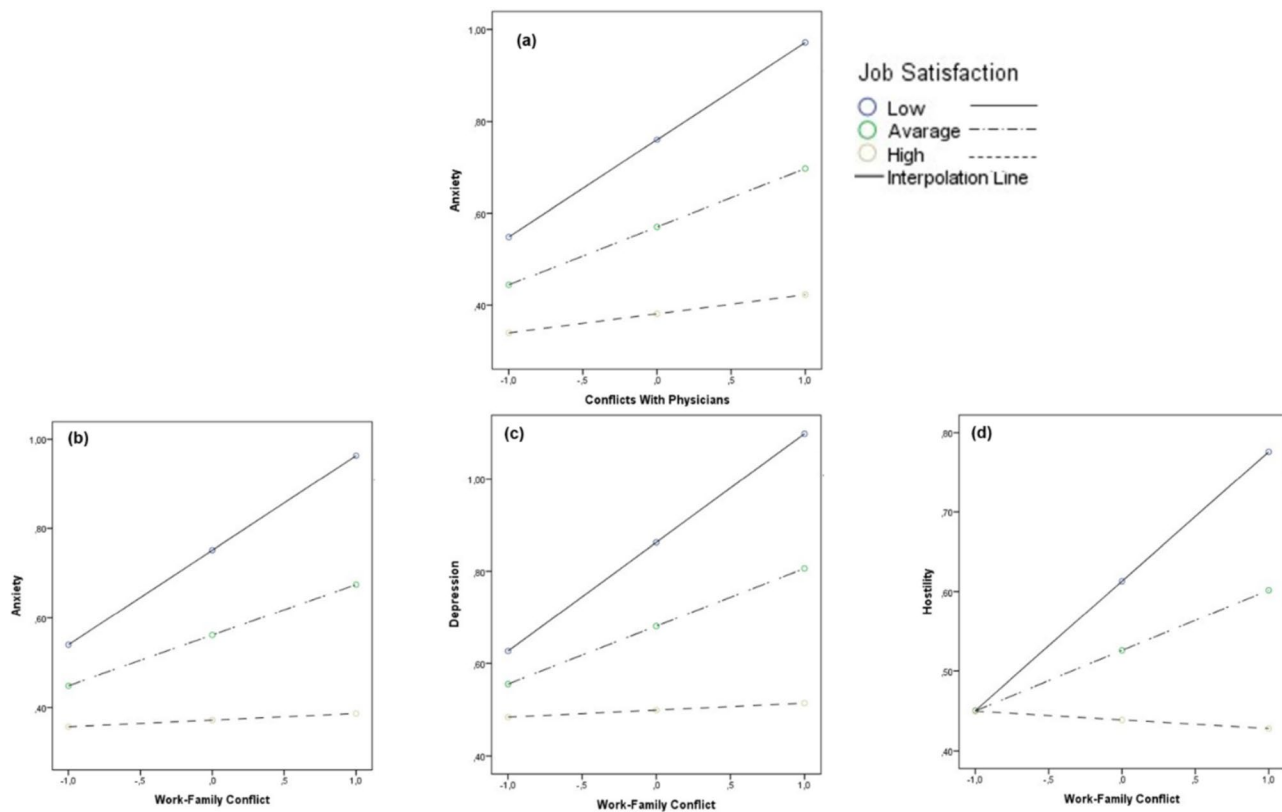 (a)
1,00
,80
,60
,40
Anxiety
-1,0 -,5 ,0 ,5 1,0
Conflicts With Physicians
Job Satisfaction
Low
Avarage
High
Interpolation Line
(b)
1,00
,80
,60
,40
Anxiety
-1,0 -,5 ,0 ,5 1,0
Work-Family Conflict
(c)
1,00
,80
,60
,40
Depression
-1,0 -,5 ,0 ,5 1,0
Work-Family Conflict
(d)
,80
,70
,60
,50
,40
Hostility
-1,0 -,5 ,0 ,5 1,0
Work-Family Conflict